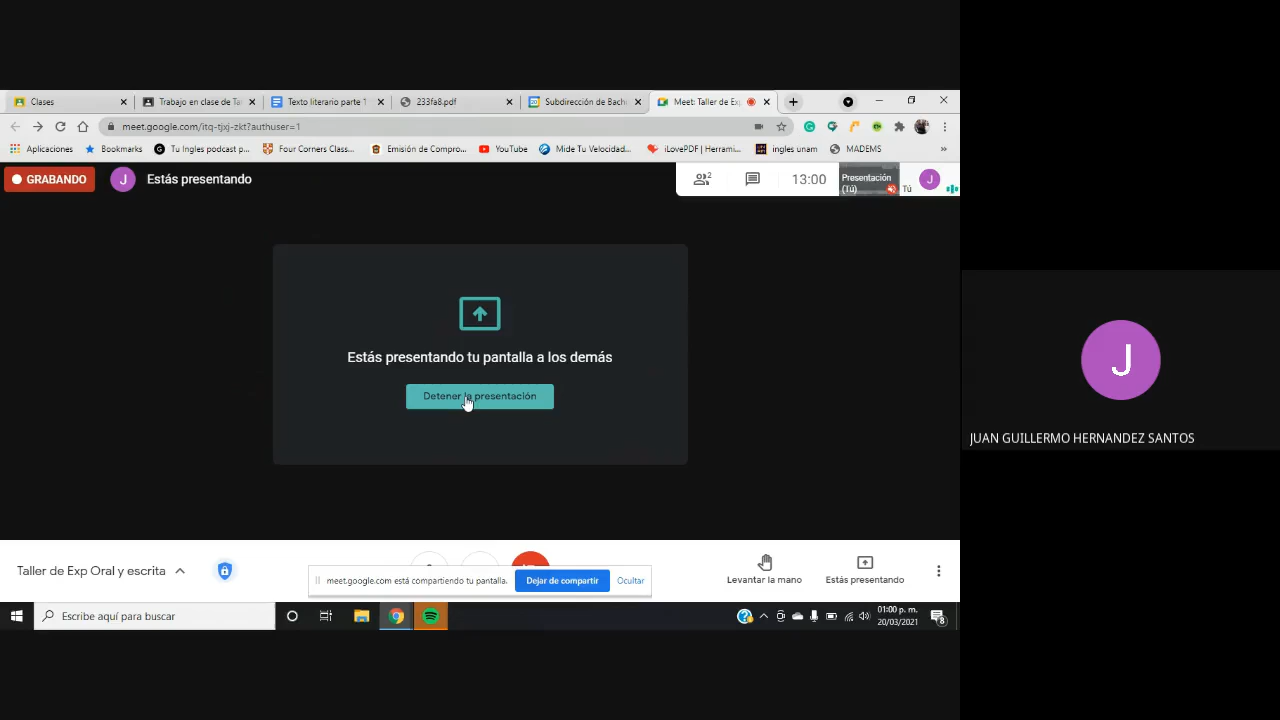 Clases
Trabajo en clase de Tal
Texto literario parte 1
233fa8.pdf
Subdirección de Bach
Meet: Taller de Exp
meet.google.com/itq-tjxj-zkt?authuser=1
Aplicaciones
Bookmarks
Tu Ingles podcast p...
Four Corners Class...
Emisión de Compro...
YouTube
Mide Tu Velocidad...
iLovePDF | Herrami...
ingles unam
MADEMS
»
GRABANDO
J
Estás presentando
2
13:00
Presentación
(Tú)
Tú
J
Estás presentando tu pantalla a los demás
Detener la presentación
J
JUAN GUILLERMO HERNANDEZ SANTOS
Taller de Exp Oral y escrita
meet.google.com está compartiendo tu pantalla.
Dejar de compartir
Ocultar
Levantar la mano
Estás presentando
Escribe aquí para buscar
01:00 p. m.
20/03/2021
8